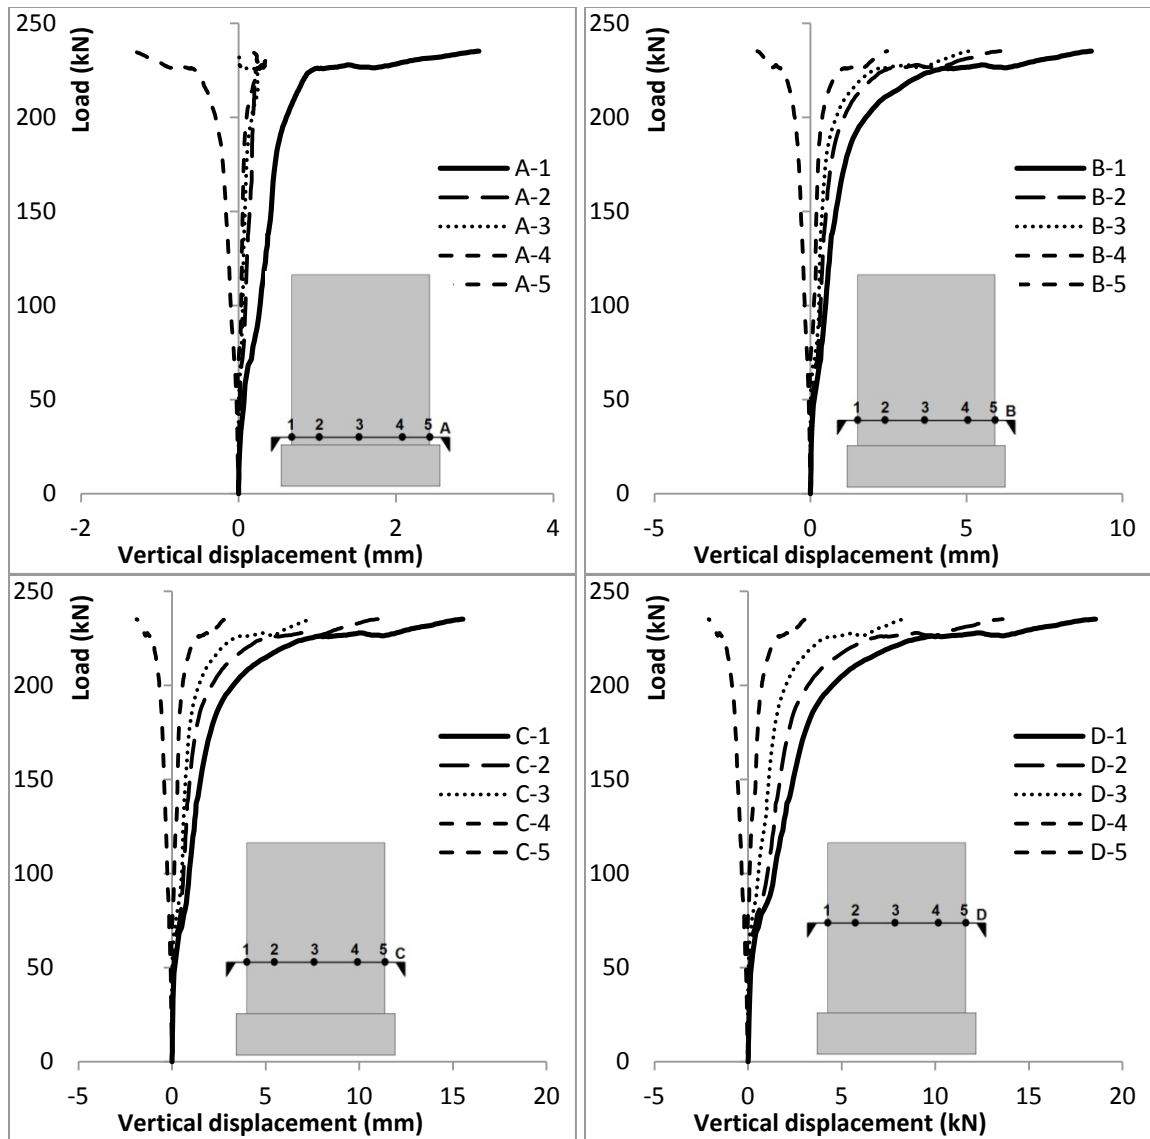 250
200
150
100
50
0
Load (kN)
-2 0 2 4
Vertical displacement (mm)
A-1
A-2
A-3
A-4
A-5
1 2 3 4 5 A
250
200
150
100
50
0
Load (kN)
-5 0 5 10
Vertical displacement (mm)
B-1
B-2
B-3
B-4
B-5
1 2 3 4 5 B
250
200
150
100
50
0
Load (kN)
-5 0 5 10 15 20
Vertical displacement (mm)
C-1
C-2
C-3
C-4
C-5
1 2 3 4 5 C
250
200
150
100
50
0
Load (kN)
-5 0 5 10 15 20
Vertical displacement (kN)
D-1
D-2
D-3
D-4
D-5
1 2 3 4 5 D